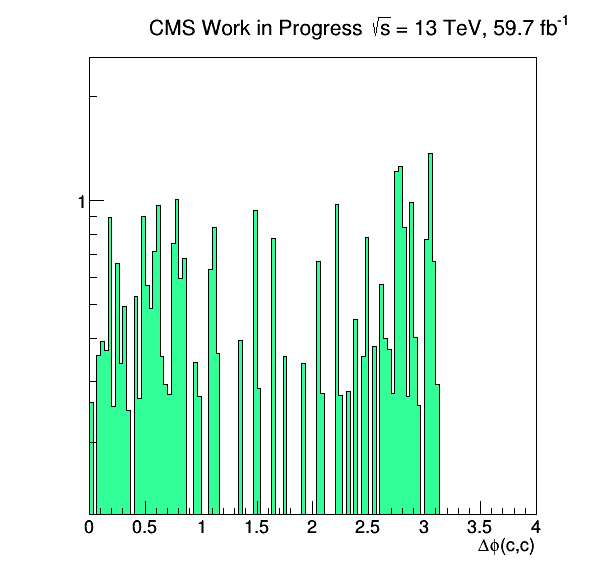 CMS Work in Progress √s = 13 TeV, 59.7 fb⁻¹
1
0 0.5 1 1.5 2 2.5 3 3.5 4
Δϕ(c,c)